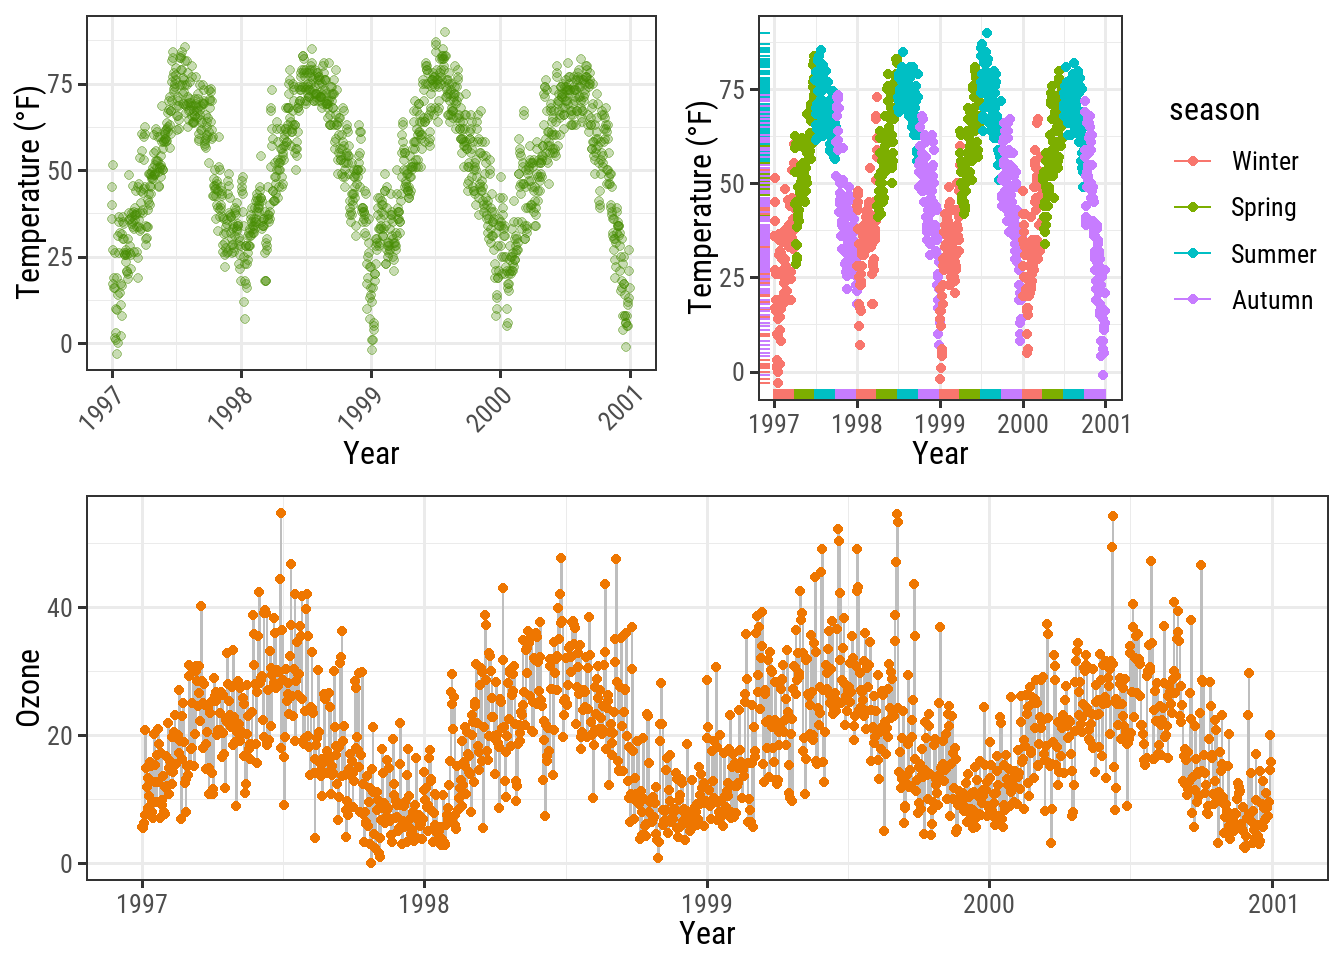 Temperature (°F)
75
50
25
0
1997
1998
1999
2000
2001
Year
Temperature (°F)
75
50
25
0
1997
1998
1999
2000
2001
Year
season
Winter
Spring
Summer
Autumn
Ozone
40
20
0
1997
1998
1999
2000
2001
Year